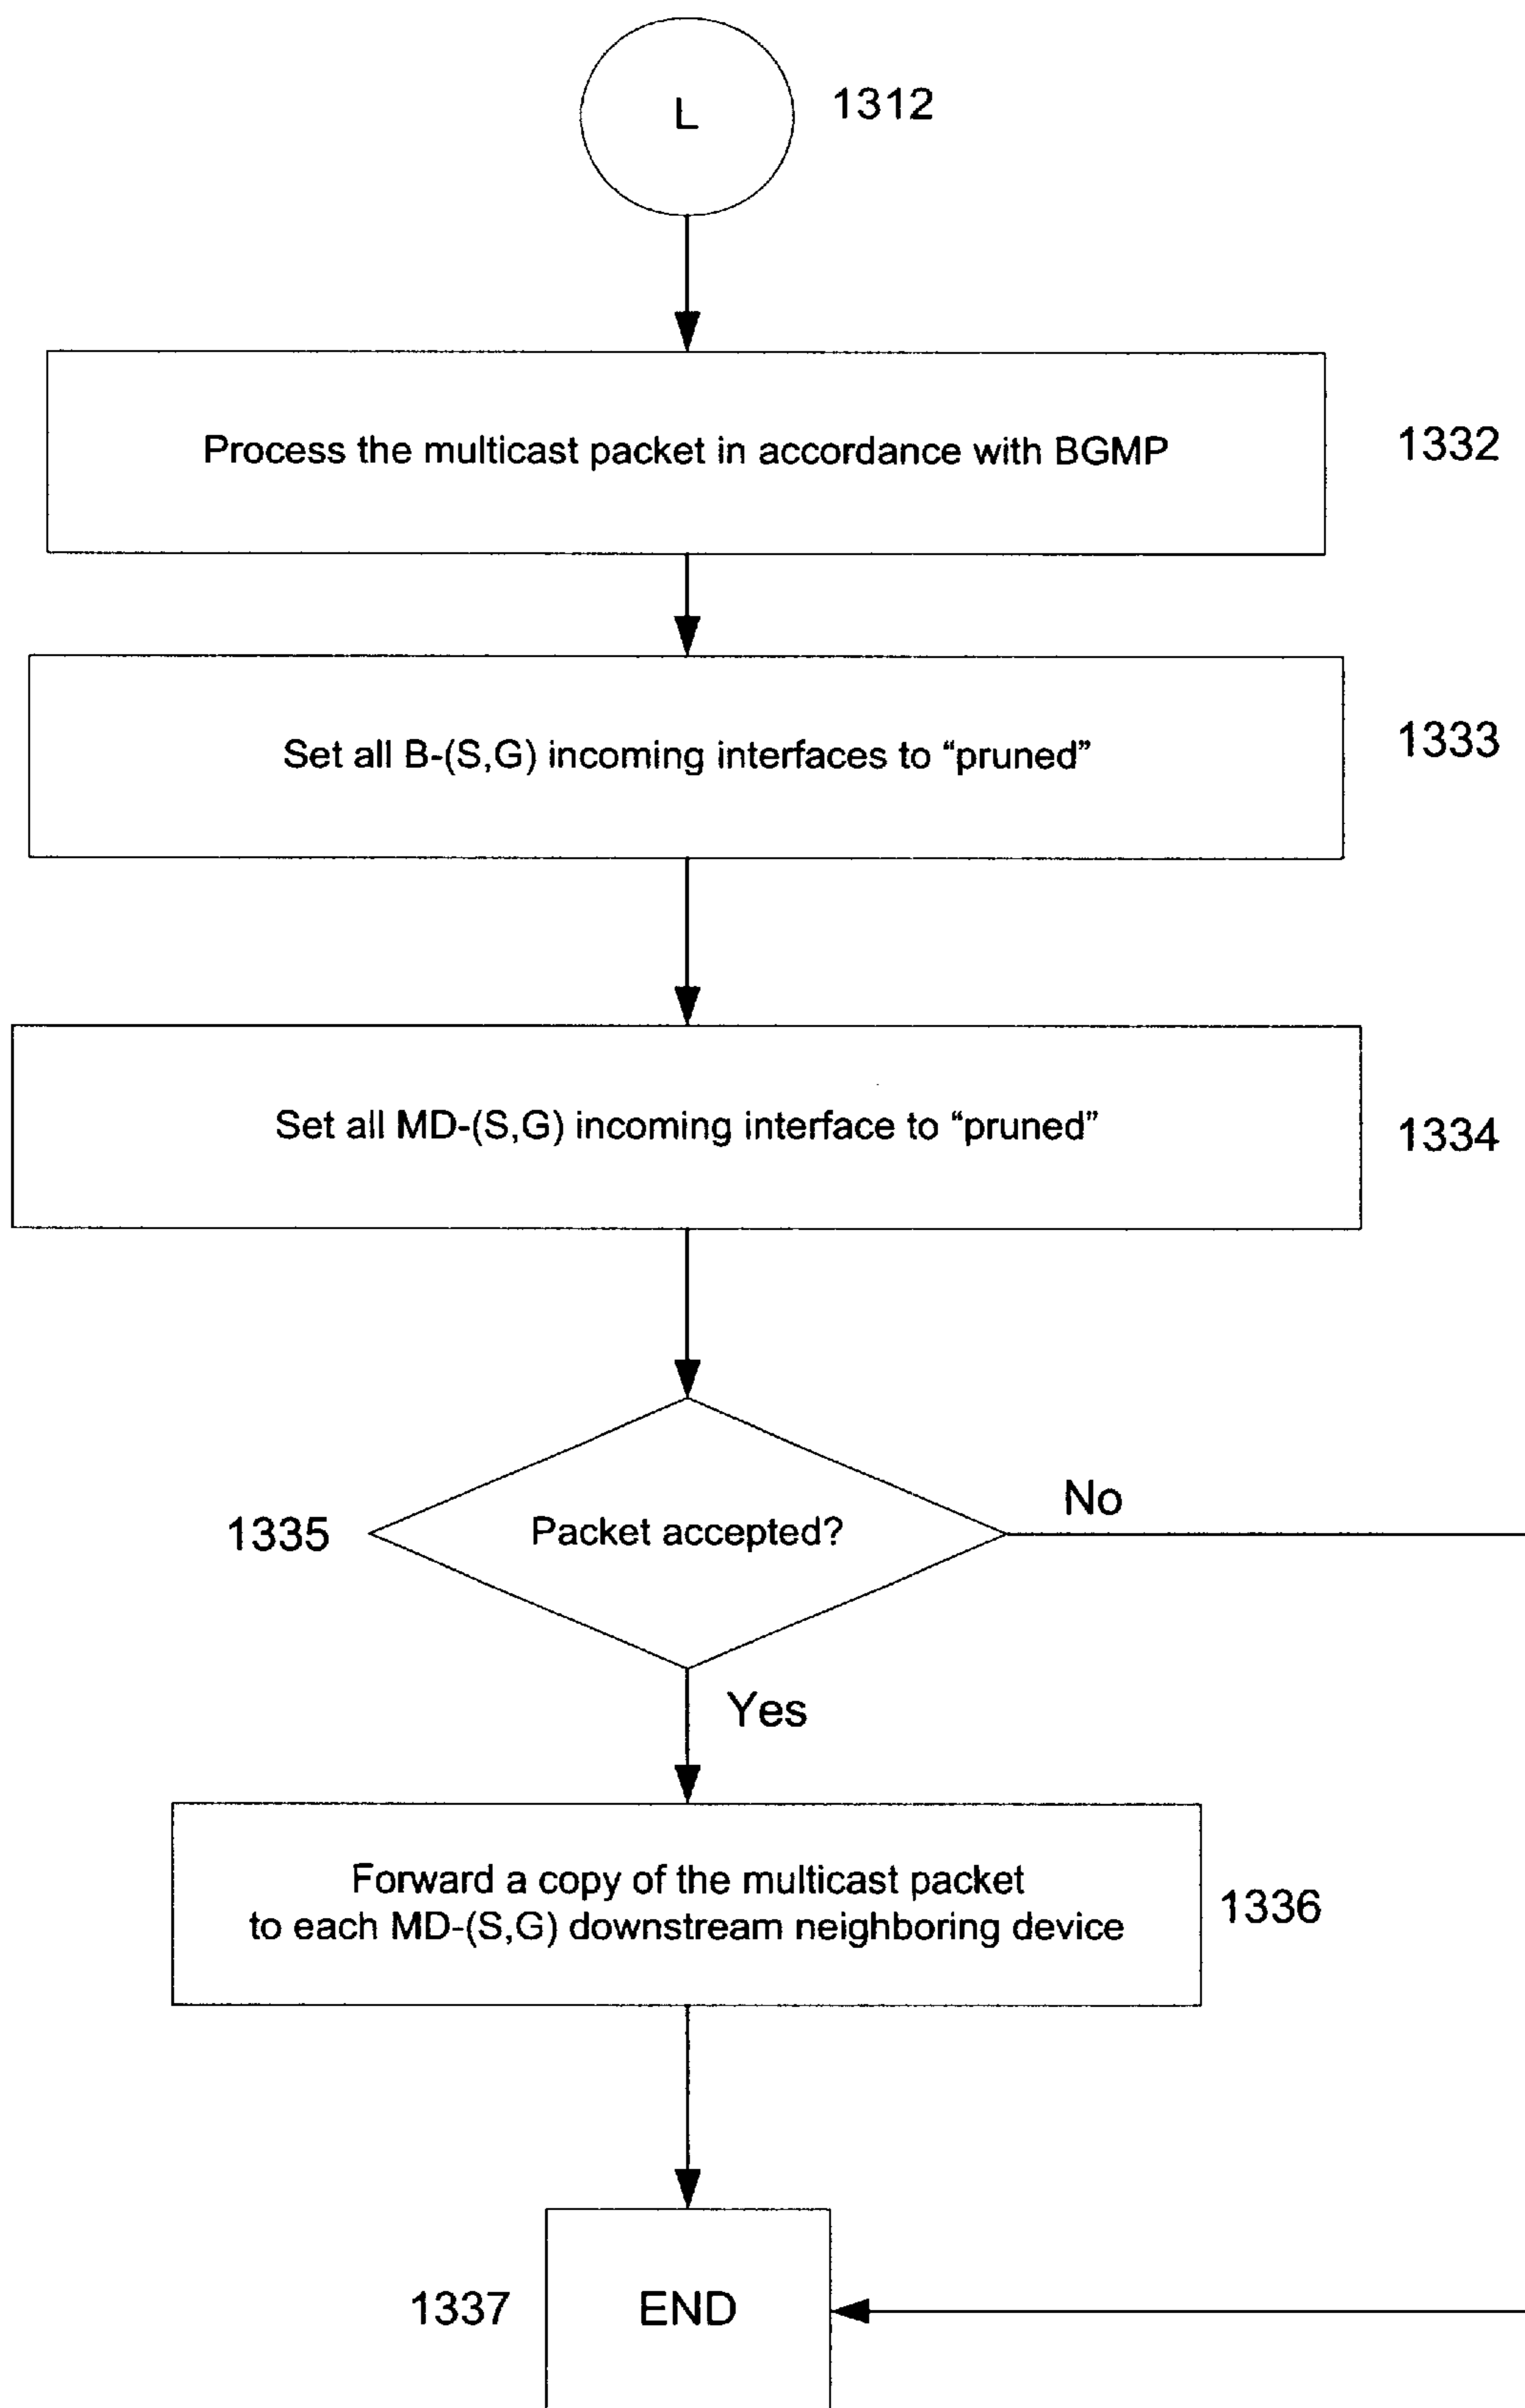 L
1312
Process the multicast packet in accordance with BGMP
1332
Set all B-(S,G) incoming interfaces to “pruned”
1333
Set all MD-(S,G) incoming interface to “pruned”
1334
1335
Packet accepted?
No
Yes
Forward a copy of the multicast packet
to each MD-(S,G) downstream neighboring device
1336
1337
END